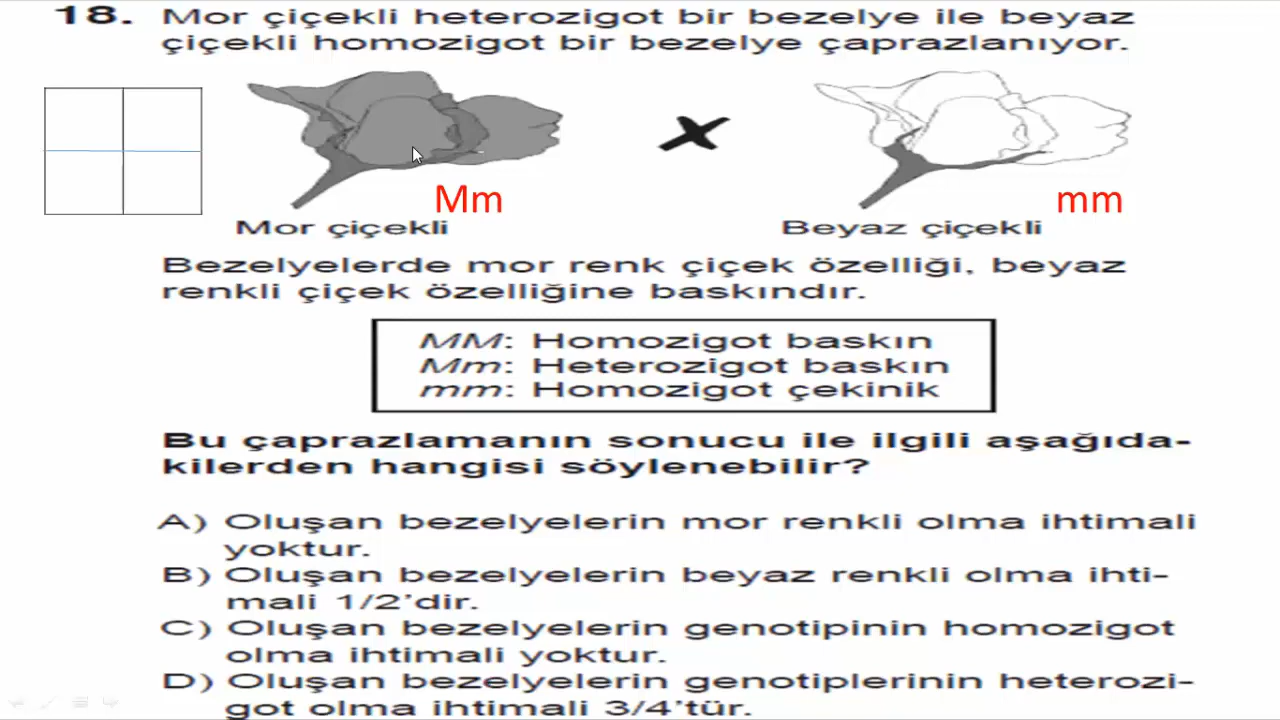 18. Mor çiçekli heterozigot bir bezelye ile beyaz
çiçekli homozigot bir bezelye çaprazlanıyor.
Mm
mm
Mor çiçekli
Beyaz çiçekli
Bezelyelerde mor renk çiçek özelliği, beyaz
renkli çiçek özelliğine baskındır.
MM: Homozigot baskın
Mm: Heterozigot baskın
mm: Homozigot çekinik
Bu çaprazlamanın sonucu ile ilgili aşağıda-
kilerden hangisi söylenebilir?
A) Oluşan bezelyelerin mor renkli olma ihtimali
yoktur.
B) Oluşan bezelyelerin beyaz renkli olma ihti-
mali 1/2'dir.
C) Oluşan bezelyelerin genotipinin homozigot
olma ihtimali yoktur.
D) Oluşan bezelyelerin genotiplerinin heterozi-
got olma ihtimali 3/4'tür.